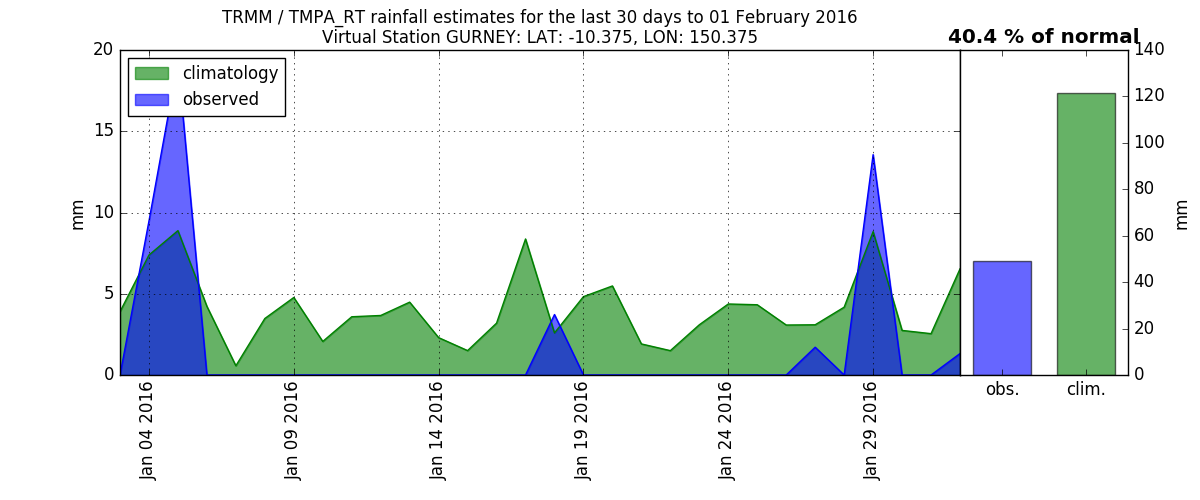 TRMM / TMPA_RT rainfall estimates for the last 30 days to 01 February 2016
Virtual Station GURNEY: LAT: -10.375, LON: 150.375
40.4 % of normal
climatology
observed
20
15
10
5
0
mm
Jan 04 2016
Jan 09 2016
Jan 14 2016
Jan 19 2016
Jan 24 2016
Jan 29 2016
140
120
100
80
60
40
20
0
mm
obs.
clim.